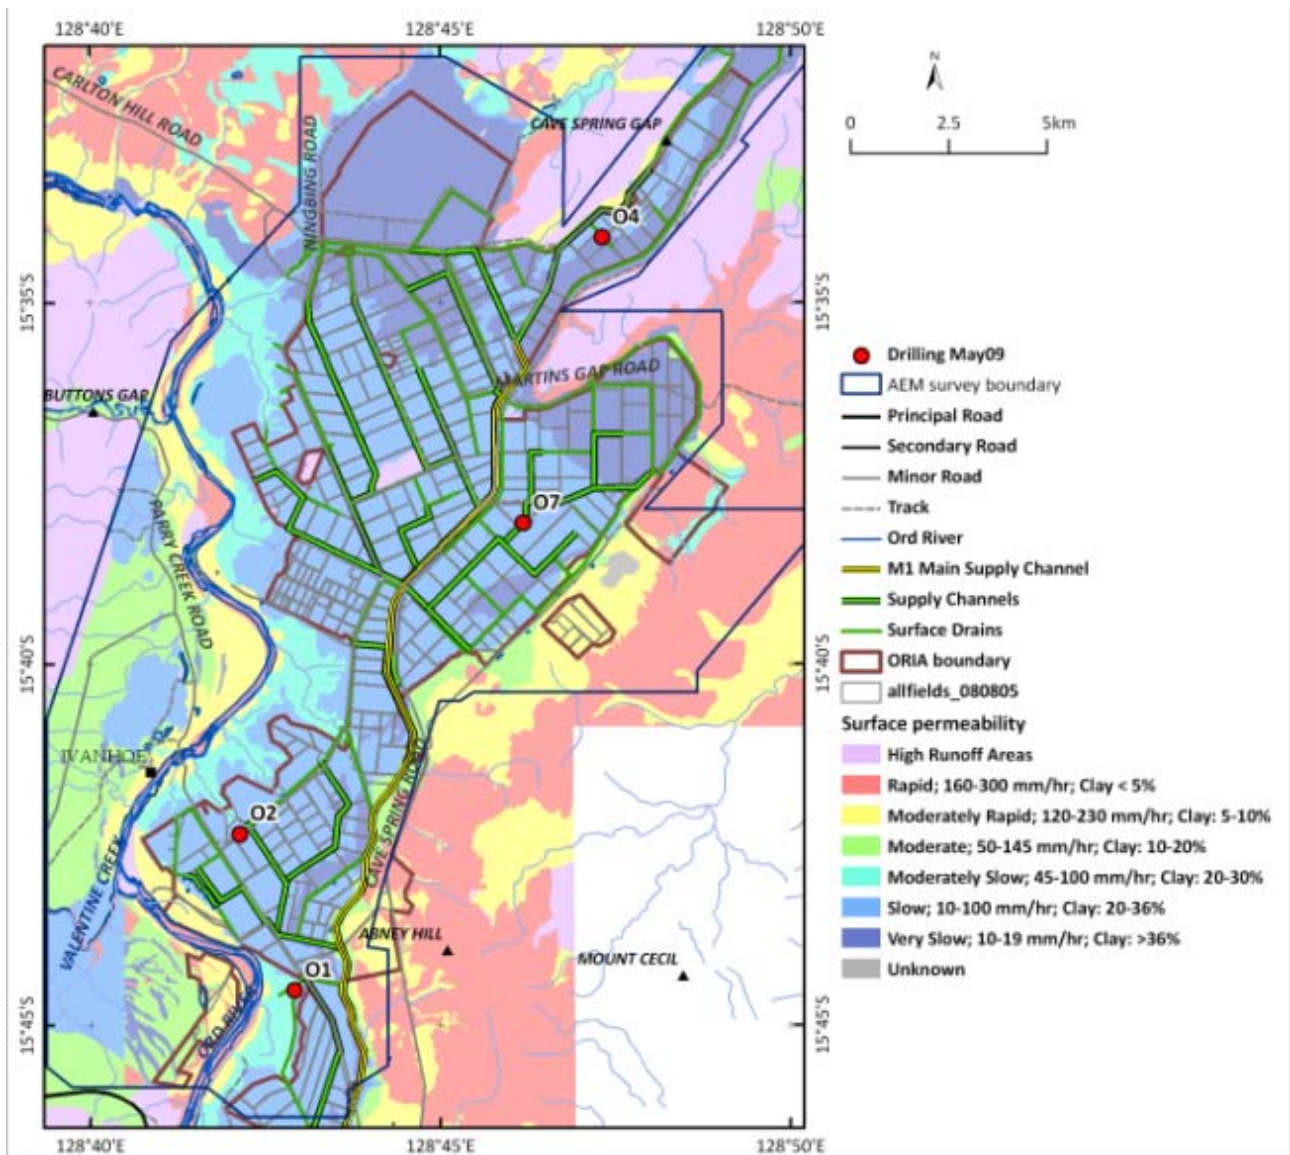 128°40'E 128°45'E 128°50'E
N
0 2.5 5km
CARLTON HILL ROAD
NINGBING ROAD
CAVE SPRING GAP
O4
15°35'S 15°35'S
MARTINS GAP ROAD
BUTTONS GAP
O7
PARRY CREEK ROAD
15°40'S 15°40'S
IVANHOE
O2
CAVE SPRING ROAD
VALENTINE CREEK
ABNEY HILL
MOUNT CECIL
O1
ORD RIVER
15°45'S 15°45'S
128°40'E 128°45'E 128°50'E
Drilling May09
AEM survey boundary
Principal Road
Secondary Road
Minor Road
Track
Ord River
M1 Main Supply Channel
Supply Channels
Surface Drains
ORIA boundary
allfields_080805
Surface permeability
High Runoff Areas
Rapid; 160-300 mm/hr; Clay < 5%
Moderately Rapid; 120-230 mm/hr; Clay: 5-10%
Moderate; 50-145 mm/hr; Clay: 10-20%
Moderately Slow; 45-100 mm/hr; Clay: 20-30%
Slow; 10-100 mm/hr; Clay: 20-36%
Very Slow; 10-19 mm/hr; Clay: >36%
Unknown